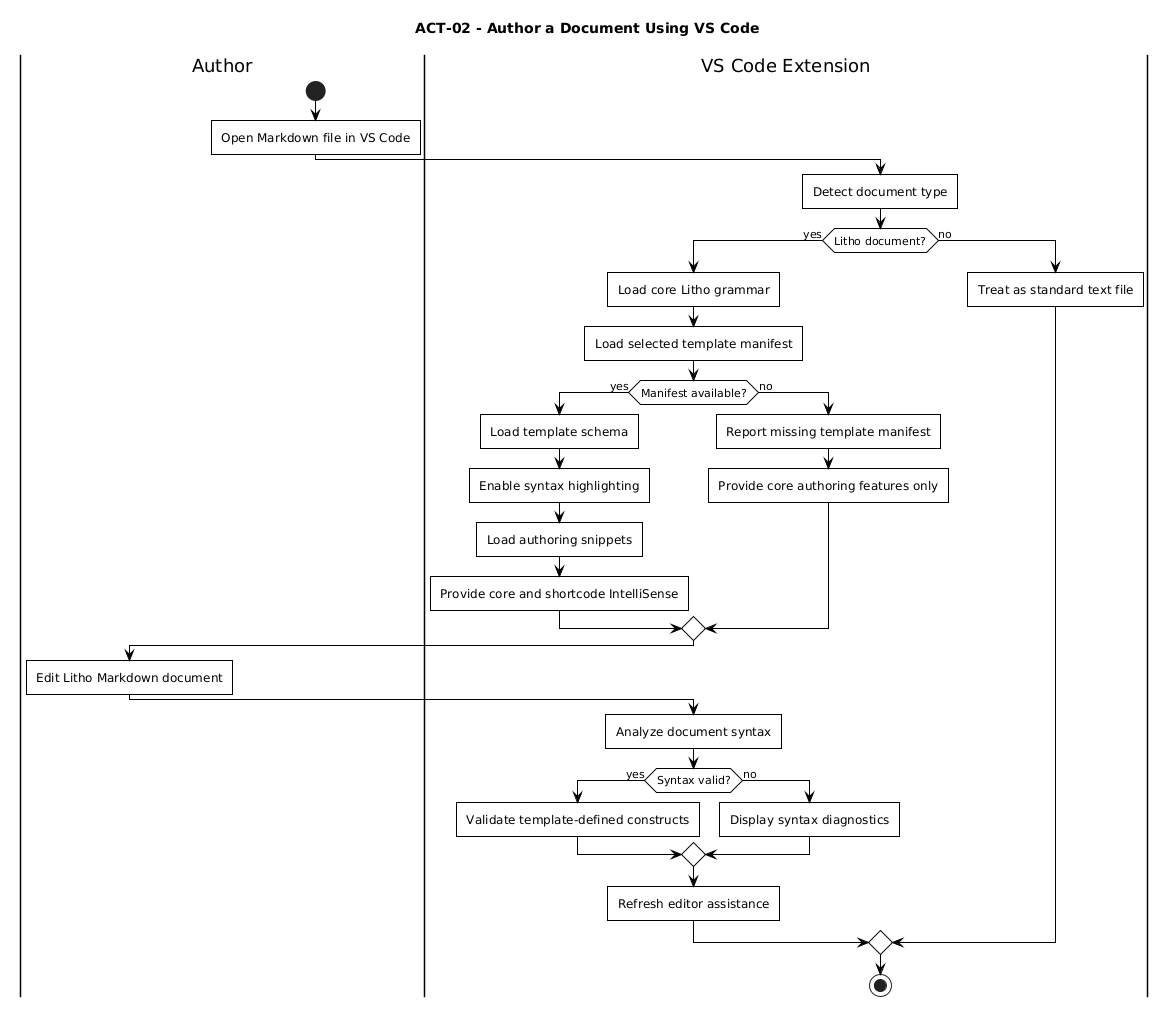 ACT-02 - Author a Document Using VS Code
Author
VS Code Extension
Open Markdown file in VS Code
Detect document type
yes
Litho document?
no
Load core Litho grammar
Treat as standard text file
Load selected template manifest
yes
Manifest available?
no
Load template schema
Report missing template manifest
Enable syntax highlighting
Provide core authoring features only
Load authoring snippets
Provide core and shortcode IntelliSense
Edit Litho Markdown document
Analyze document syntax
yes
Syntax valid?
no
Validate template-defined constructs
Display syntax diagnostics
Refresh editor assistance